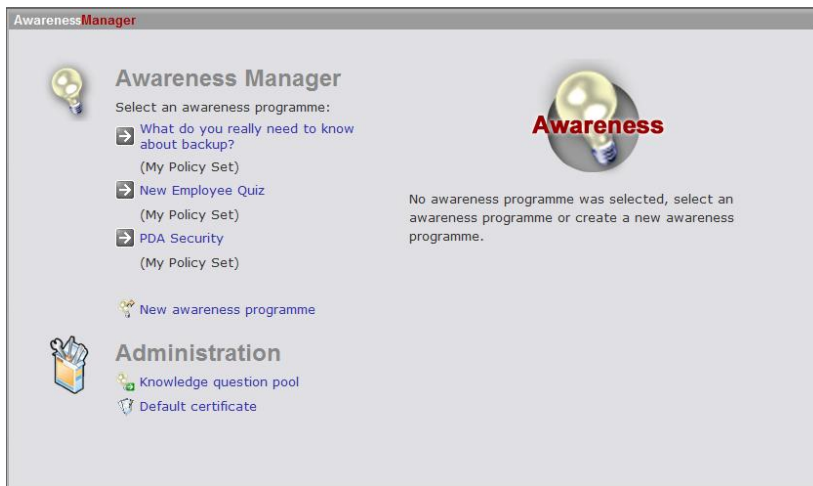 AwarenessManager
Awareness Manager
Select an awareness programme:
What do you really need to know
about backup?
(My Policy Set)
New Employee Quiz
(My Policy Set)
PDA Security
(My Policy Set)
New awareness programme
Administration
Knowledge question pool
Default certificate
Awareness
No awareness programme was selected, select an
awareness programme or create a new awareness
programme.